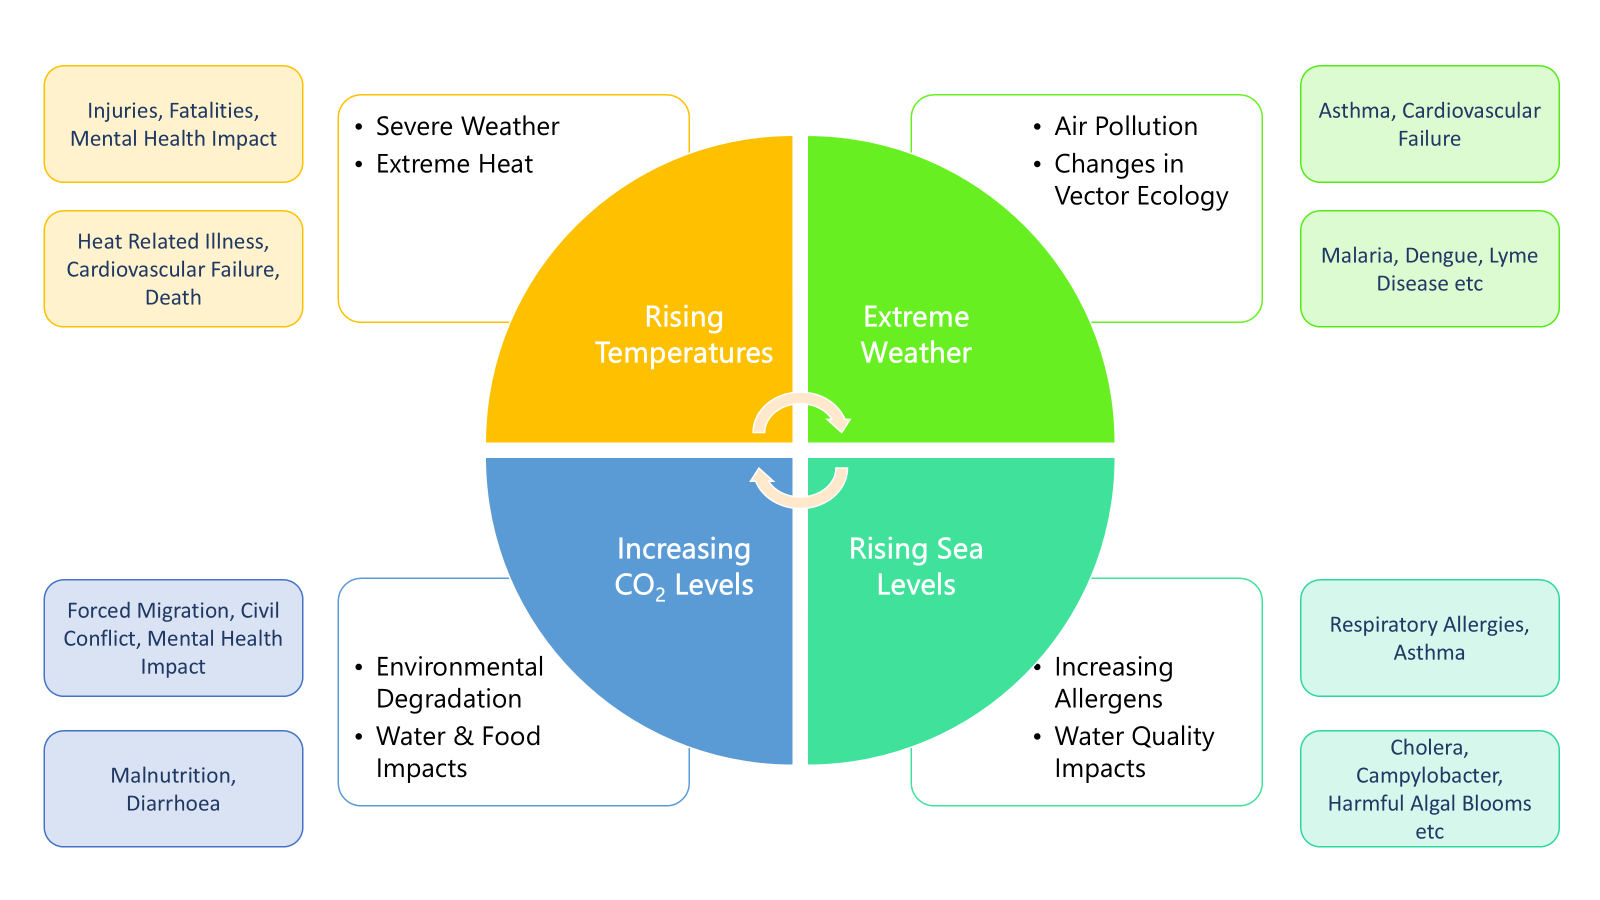 Injuries, Fatalities,
Mental Health Impact
Heat Related Illness,
Cardiovascular Failure,
Death
• Severe Weather
• Extreme Heat
Rising
Temperatures
Extreme
Weather
• Air Pollution
• Changes in
Vector Ecology
Asthma, Cardiovascular
Failure
Malaria, Dengue, Lyme
Disease etc
Forced Migration, Civil
Conflict, Mental Health
Impact
Malnutrition,
Diarrhoea
• Environmental
Degradation
• Water & Food
Impacts
Increasing
CO₂ Levels
Rising Sea
Levels
• Increasing
Allergens
• Water Quality
Impacts
Respiratory Allergies,
Asthma
Cholera,
Campylobacter,
Harmful Algal Blooms
etc